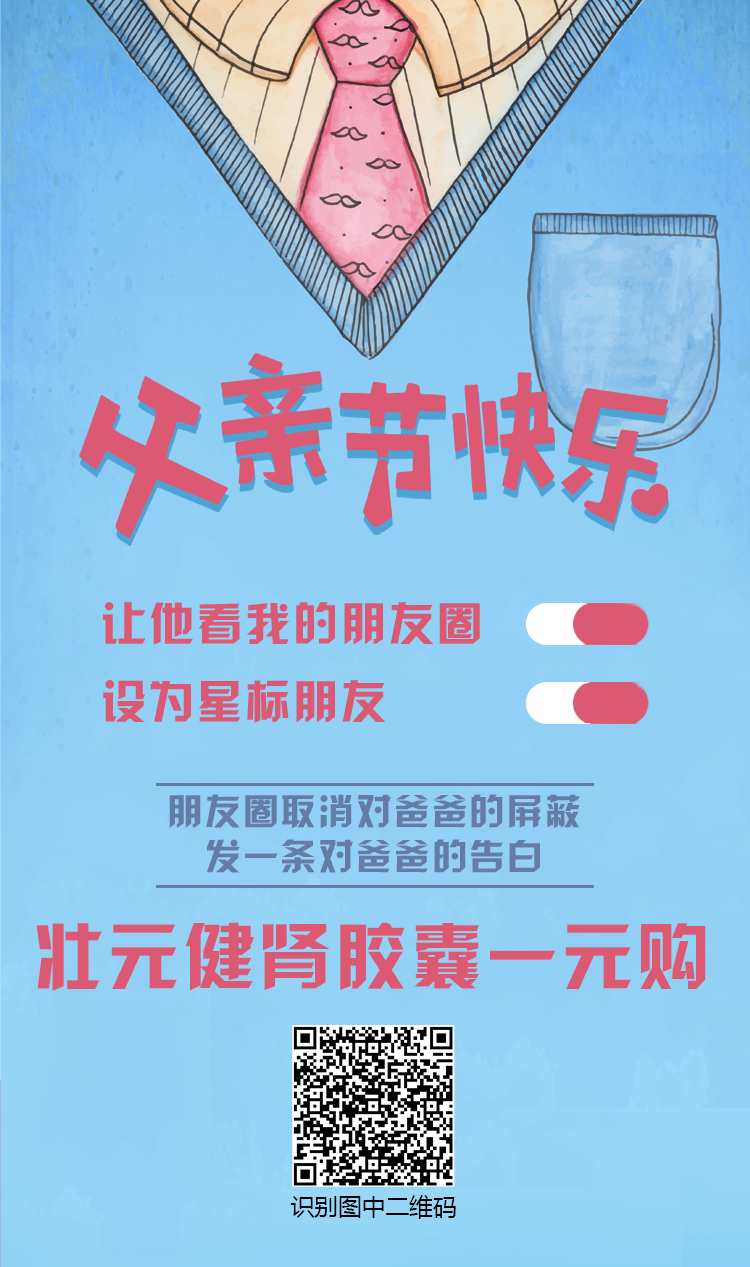 父亲节快乐
让他看我的朋友圈
设为星标朋友
朋友圈取消对爸爸的屏蔽
发一条对爸爸的告白
壮元健肾胶囊一元购
识别图中二维码